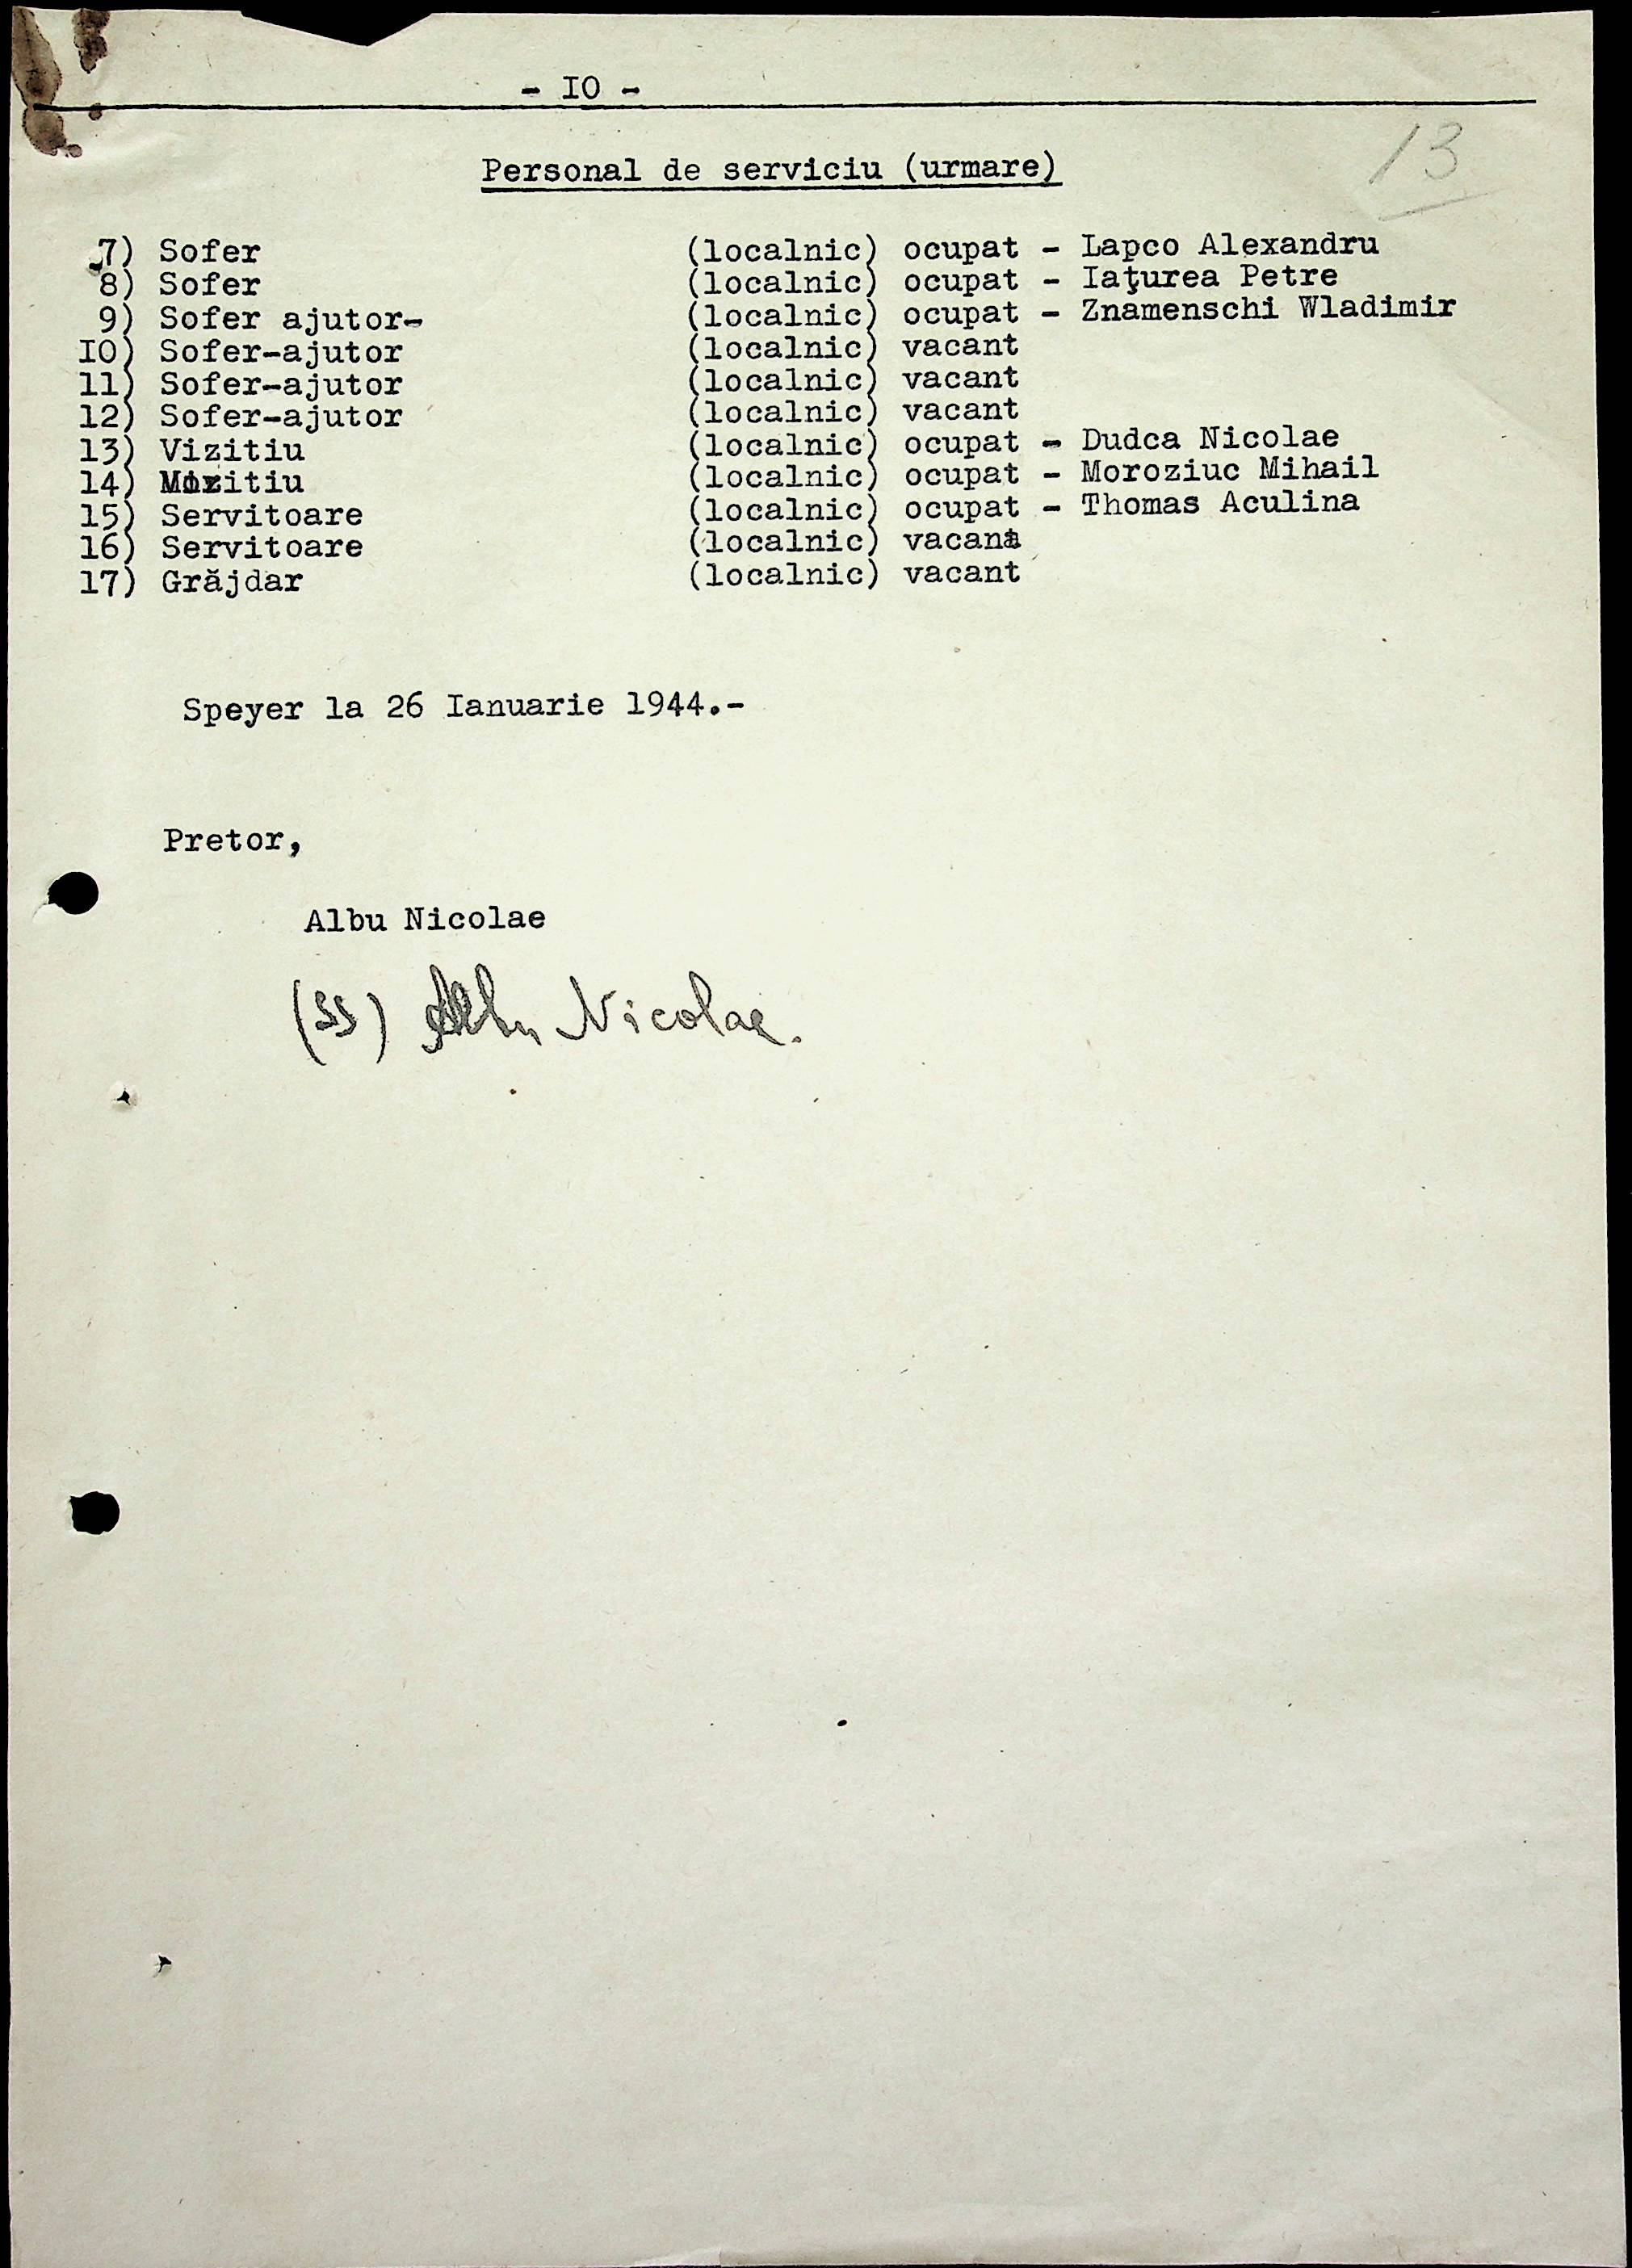 - IO -
13
Personal de serviciu (urmare)
7) Sofer (localnic) ocupat - Lapco Alexandru
8) Sofer (localnic) ocupat - Iaţurea Petre
9) Sofer ajutor- (localnic) ocupat - Znamenschi Wladimir
IO) Sofer-ajutor (localnic) vacant
11) Sofer-ajutor (localnic) vacant
12) Sofer-ajutor (localnic) vacant
13) Vizitiu (localnic) ocupat - Dudca Nicolae
14) Vizitiu (localnic) ocupat - Moroziuc Mihail
15) Servitoare (localnic) ocupat - Thomas Aculina
16) Servitoare (localnic) vacant
17) Grăjdar (localnic) vacant
Speyer la 26 Ianuarie 1944.-
Pretor,
Albu Nicolae
(ss) Albu Nicolae.